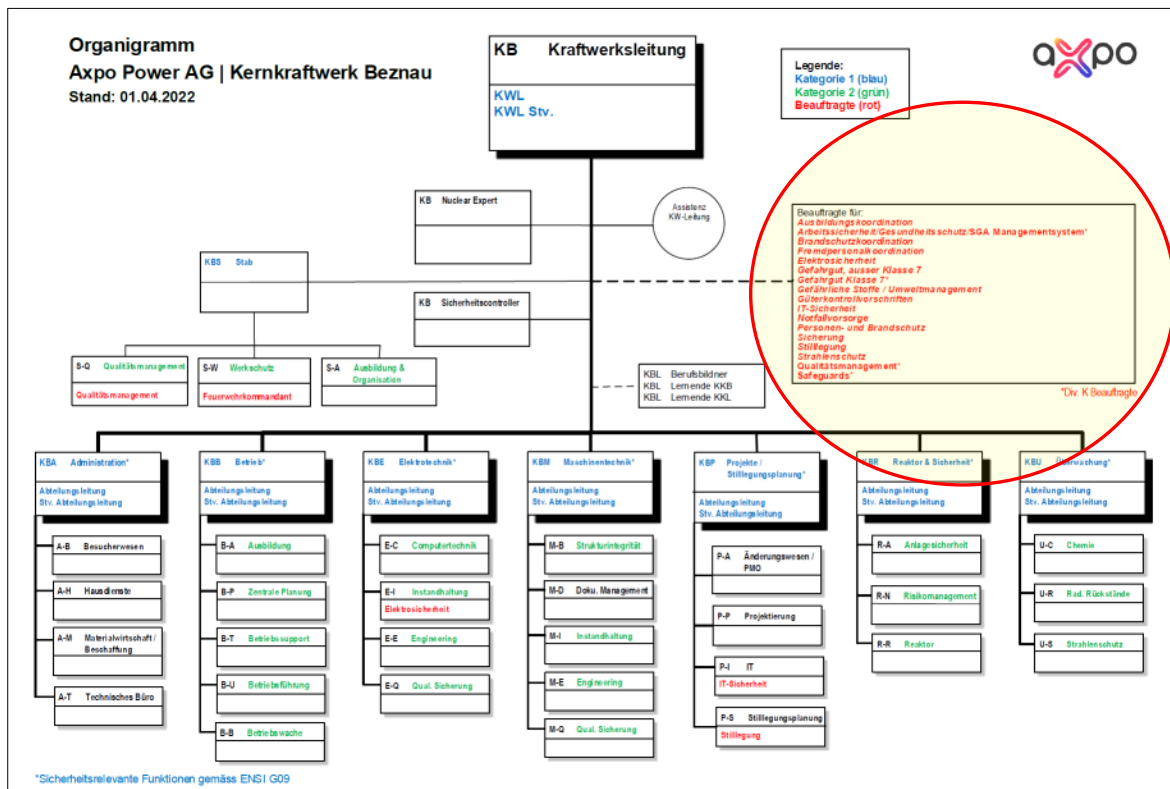 Organigramm
Axpo Power AG | Kernkraftwerk Beznau
Stand: 01.04.2022
KB Kraftwerksleitung
KWL
KWL Stv.
Legende:
Kategorie 1 (blau)
Kategorie 2 (grün)
Beauftragte (rot)
axpo
KB Nuclear Expert
Assistenz
KW-Leitung
Beauftragte für:
Ausbildungskoordination
Arbeitssicherheit/Gesundheitsschutz/SGA Managementsystem*
Brandschutzkoordination
Fremdpersonalkoordination
Elektrosicherheit
Gefahrgut, ausser Klasse 7
Gefahrgut Klasse 7*
Gefährliche Stoffe / Umweltmanagement
Güterkontrollvorschriften
IT-Sicherheit
Notfallvorsorge
Personen- und Brandschutz
Sicherung
Stilllegung
Strahlenschutz
Qualitätsmanagement*
Safeguards*
*Div. K Beauftragte
KBS Stab
KB Sicherheitscontroller
S-Q Qualitätsmanagement
Qualitätsmanagement
S-W Werkschutz
Feuerwehrkommandant
S-A Ausbildung &
Organisation
KBL Berufsbildner
KBL Lernende KKB
KBL Lernende KKL
KBA Administration*
Abteilungsleitung
Stv. Abteilungsleitung
KBB Betrieb*
Abteilungsleitung
Stv. Abteilungsleitung
KBE Elektrotechnik*
Abteilungsleitung
Stv. Abteilungsleitung
KBM Maschinentechnik*
Abteilungsleitung
Stv. Abteilungsleitung
KBP Projekte /
Stilllegungsplanung*
Abteilungsleitung
Stv. Abteilungsleitung
KBR Reaktor & Sicherheit*
Abteilungsleitung
Stv. Abteilungsleitung
KBU Überwachung*
Abteilungsleitung
Stv. Abteilungsleitung
A-B Besucherwesen
A-H Hausdienste
A-M Materialwirtschaft /
Beschaffung
A-T Technisches Büro
B-A Ausbildung
B-P Zentrale Planung
B-T Betriebssupport
B-U Betriebsführung
B-B Betriebswache
E-C Computertechnik
E-I Instandhaltung
Elektrosicherheit
E-E Engineering
E-Q Qual. Sicherung
M-B Strukturintegrität
M-D Doku. Management
M-I Instandhaltung
M-E Engineering
M-Q Qual. Sicherung
P-A Änderungswesen /
PMO
P-P Projektierung
P-I IT
IT-Sicherheit
P-S Stilllegungsplanung
Stilllegung
R-A Anlagesicherheit
R-N Risikomanagement
R-R Reaktor
U-C Chemie
U-R Rad. Rückstände
U-S Strahlenschutz
*Sicherheitsrelevante Funktionen gemäss ENSI G09